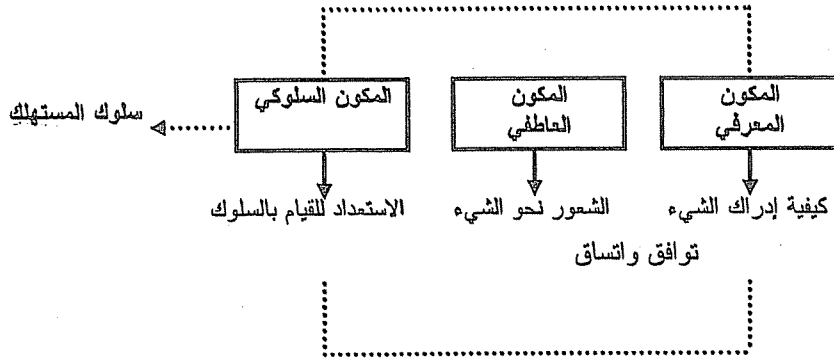 المكون
المعرفي
المكون
العاطفي
المكون السلوكي
سلوك المستهلك
كيفية إدراك الشيء
الشعور نحو الشيء
الاستعداد للقيام بالسلوك
توافق واتساق